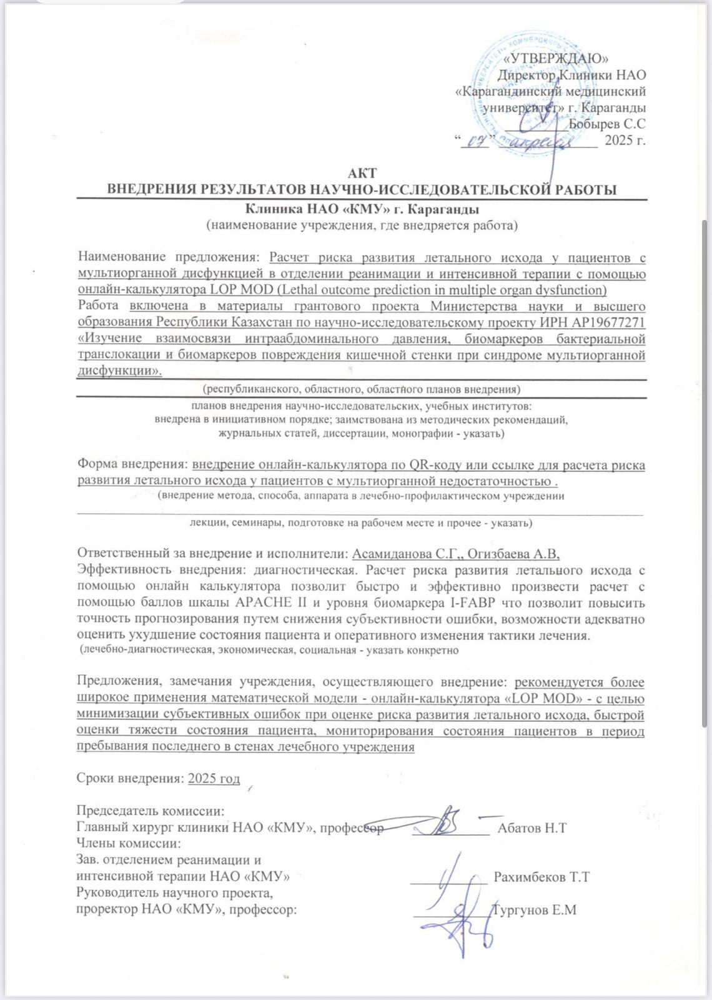 «УТВЕРЖДАЮ»
Директор Клиники НАО
«Карагандинский медицинский
университет» г. Караганды
Бобырев С.С
“07” апреля 2025 г.
АКТ
ВНЕДРЕНИЯ РЕЗУЛЬТАТОВ НАУЧНО-ИССЛЕДОВАТЕЛЬСКОЙ РАБОТЫ
Клиника НАО «КМУ» г. Караганды
(наименование учреждения, где внедряется работа)
Наименование предложения: Расчет риска развития летального исхода у пациентов с
мультиорганной дисфункцией в отделении реанимации и интенсивной терапии с помощью
онлайн-калькулятора LOP MOD (Lethal outcome prediction in multiple organ dysfunction)
Работа включена в материалы грантового проекта Министерства науки и высшего
образования Республики Казахстан по научно-исследовательскому проекту ИРН AP19677271
«Изучение взаимосвязи интраабдоминального давления, биомаркеров бактериальной
транслокации и биомаркеров повреждения кишечной стенки при синдроме мультиорганной
дисфункции».
(республиканского, областного, областного планов внедрения)
планов внедрения научно-исследовательских, учебных институтов:
внедрена в инициативном порядке; заимствована из методических рекомендаций,
журнальных статей, диссертации, монографии - указать)
Форма внедрения: внедрение онлайн-калькулятора по QR-коду или ссылке для расчета риска
развития летального исхода у пациентов с мультиорганной недостаточностью .
(внедрение метода, способа, аппарата в лечебно-профилактическом учреждении
лекции, семинары, подготовке на рабочем месте и прочее - указать)
Ответственный за внедрение и исполнители: Асамиданова С.Г,, Огизбаева А.В,
Эффективность внедрения: диагностическая. Расчет риска развития летального исхода с
помощью онлайн калькулятора позволит быстро и эффективно произвести расчет с
помощью баллов шкалы APACHE II и уровня биомаркера I-FABP что позволит повысить
точность прогнозирования путем снижения субъективности ошибки, возможности адекватно
оценить ухудшение состояния пациента и оперативного изменения тактики лечения.
(лечебно-диагностическая, экономическая, социальная - указать конкретно
Предложения, замечания учреждения, осуществляющего внедрение: рекомендуется более
широкое применения математической модели - онлайн-калькулятора «LOP MOD» - с целью
минимизации субъективных ошибок при оценке риска развития летального исхода, быстрой
оценки тяжести состояния пациента, мониторирования состояния пациентов в период
пребывания последнего в стенах лечебного учреждения
Сроки внедрения: 2025 год
Председатель комиссии:
Главный хирург клиники НАО «КМУ», профессор Абатов Н.Т
Члены комиссии:
Зав. отделением реанимации и
интенсивной терапии НАО «КМУ» Рахимбеков Т.Т
Руководитель научного проекта,
проректор НАО «КМУ», профессор: Тургунов Е.М